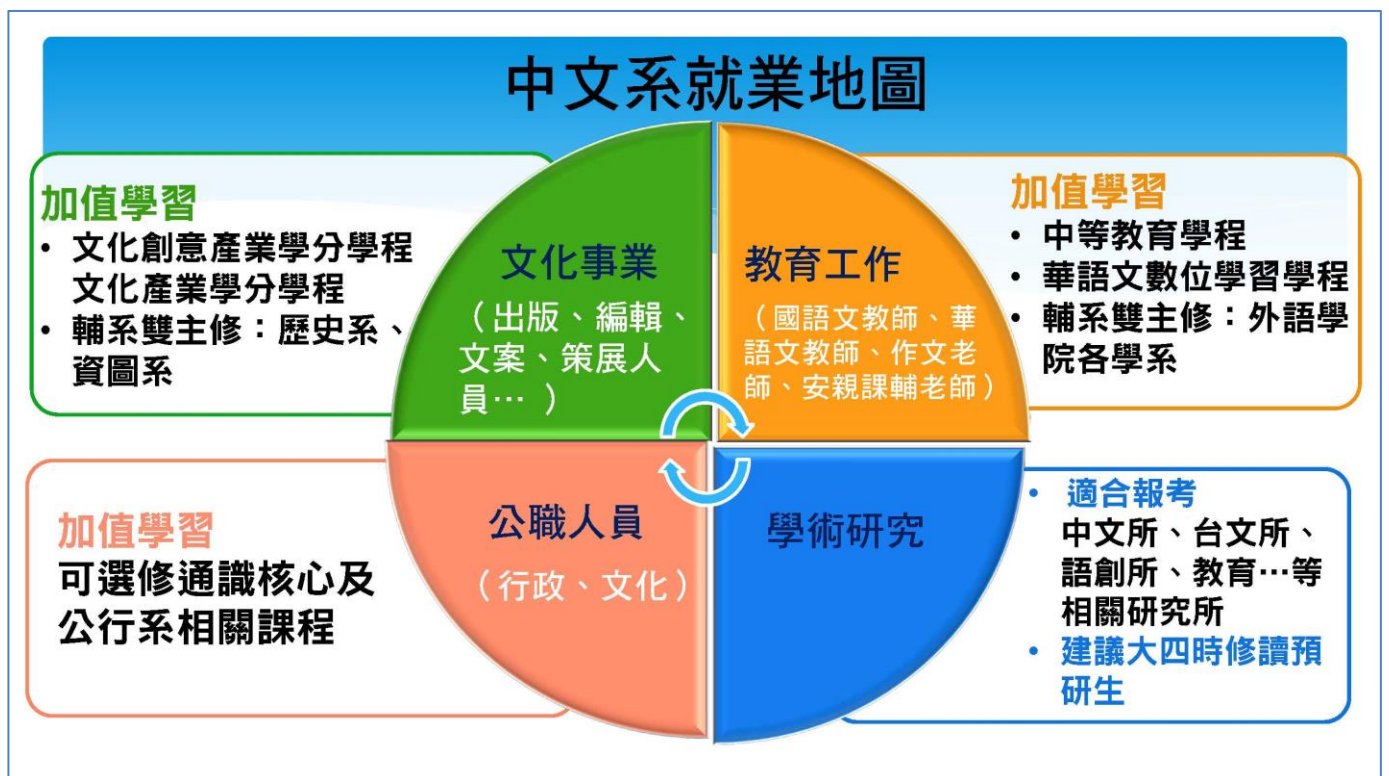 中文系就業地圖
加值學習
• 文化創意產業學分學程
文化產業學分學程
• 輔系雙主修：歷史系、
資圖系
文化事業
（出版、編輯、
文案、策展人
員…）
教育工作
（國語文教師、華
語文教師、作文老
師、安親課輔老師）
加值學習
• 中等教育學程
• 華語文數位學習學程
• 輔系雙主修：外語學
院各學系
加值學習
可選修通識核心及
公行系相關課程
公職人員
（行政、文化）
學術研究
• 適合報考
中文所、台文所、
語創所、教育…等
相關研究所
• 建議大四時修讀預
研生